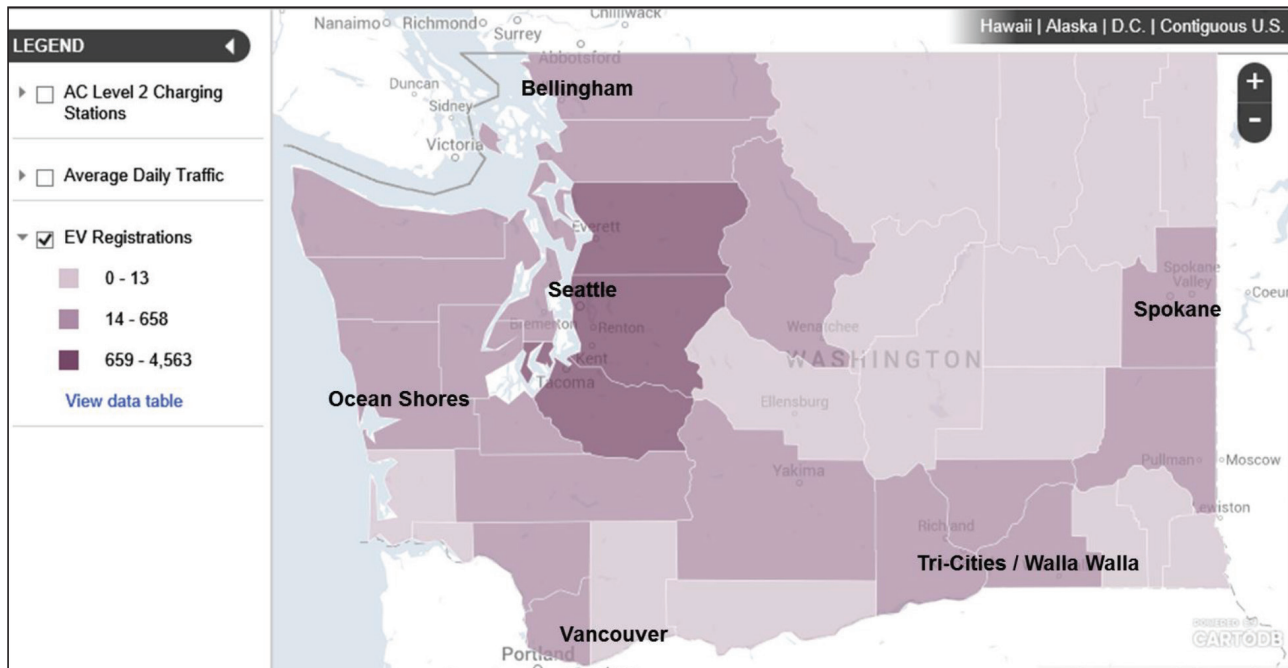 LEGEND
AC Level 2 Charging
Stations
Average Daily Traffic
EV Registrations
0 - 13
14 - 658
659 - 4,563
View data table
Hawaii | Alaska | D.C. | Contiguous U.S.
+
-
Nanaimo
Richmond
Surrey
Chilliwack
Abbotsford
Bellingham
Duncan
Sidney
Victoria
Everett
Seattle
Bremerton
Renton
Kent
Tacoma
Ocean Shores
Wenatchee
WASHINGTON
Ellensburg
Spokane
Valley
Coeur
Spokane
Yakima
Pullman
Moscow
Lewiston
Richland
Tri-Cities / Walla Walla
Vancouver
Portland
POWERED BY
CARTODB